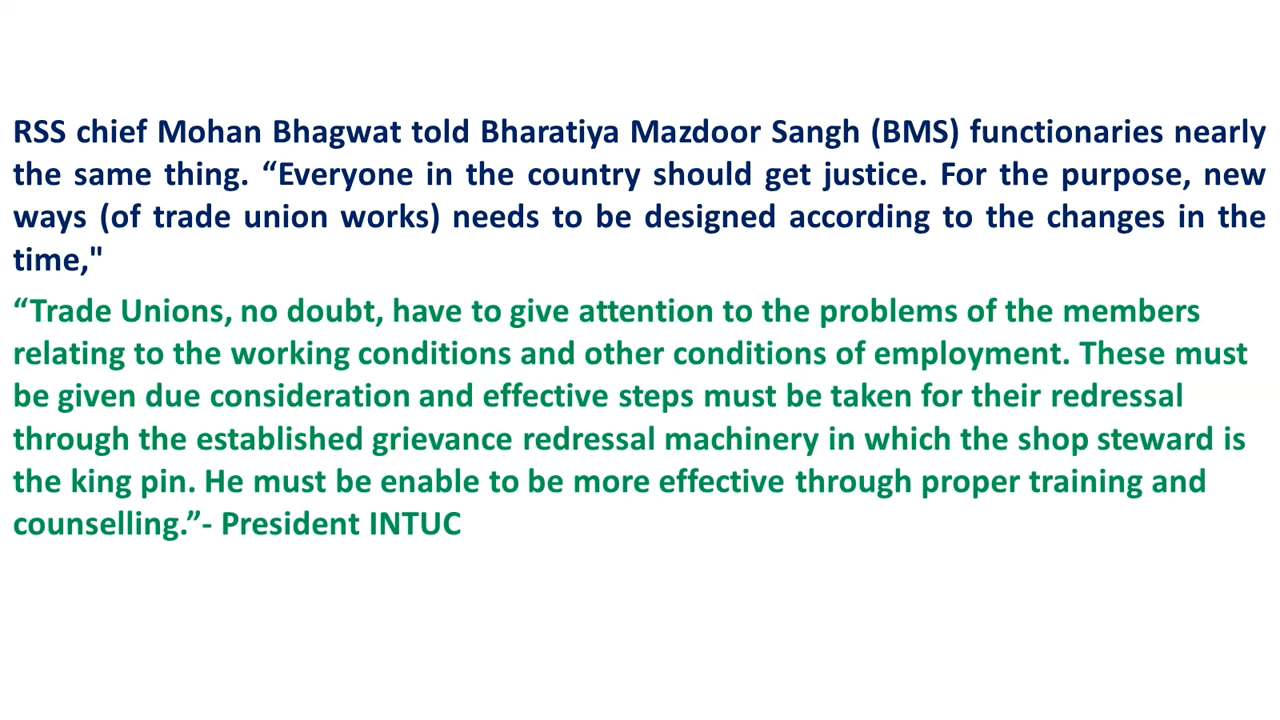 RSS chief Mohan Bhagwat told Bharatiya Mazdoor Sangh (BMS) functionaries nearly
the same thing. “Everyone in the country should get justice. For the purpose, new
ways (of trade union works) needs to be designed according to the changes in the
time,"
“Trade Unions, no doubt, have to give attention to the problems of the members
relating to the working conditions and other conditions of employment. These must
be given due consideration and effective steps must be taken for their redressal
through the established grievance redressal machinery in which the shop steward is
the king pin. He must be enable to be more effective through proper training and
counselling.”- President INTUC